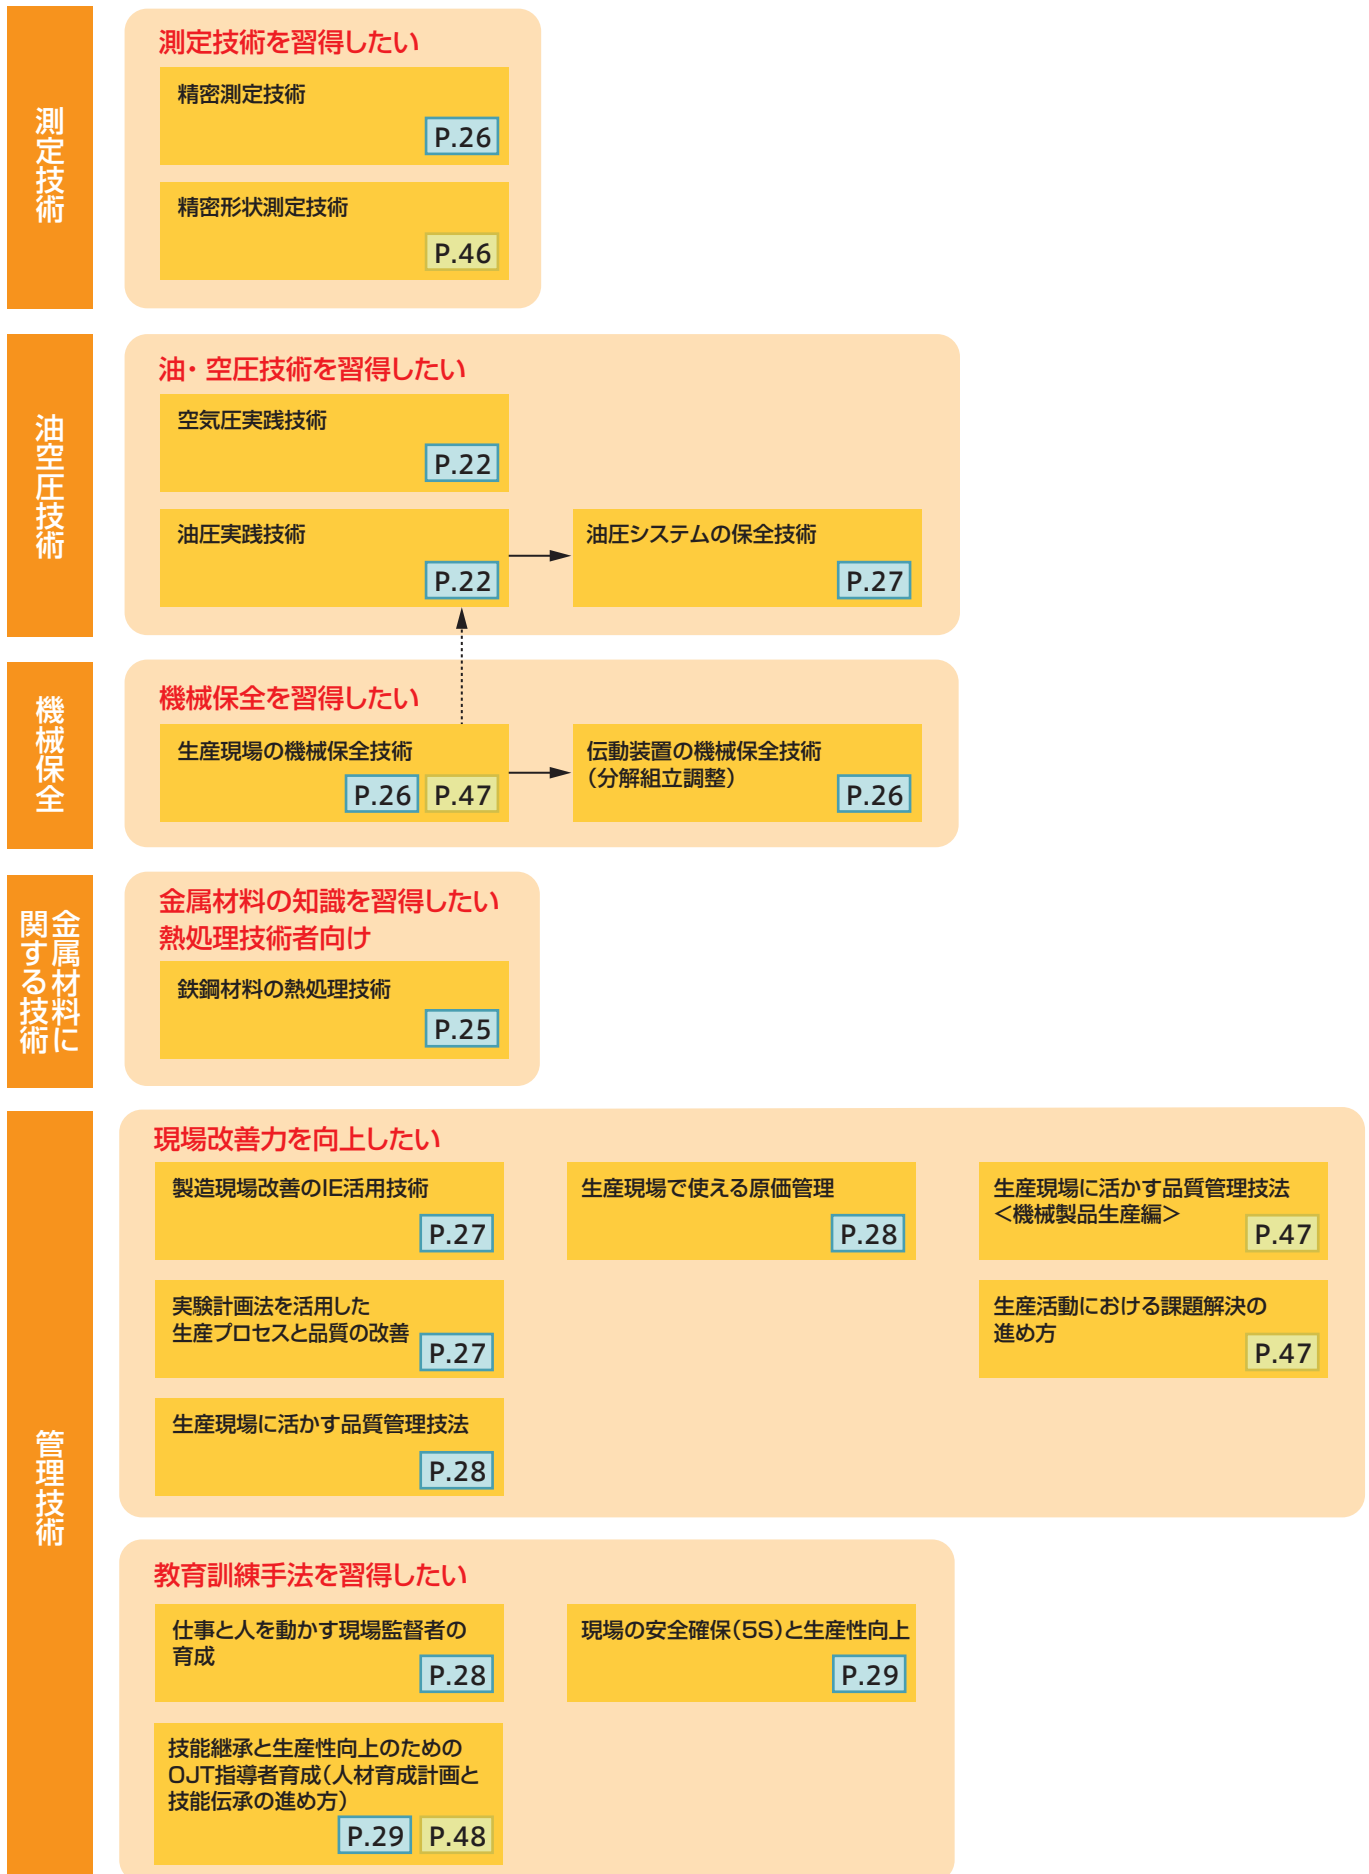 測定技術
測定技術を習得したい
精密測定技術
P.26
精密形状測定技術
P.46
油空圧技術
油・空圧技術を習得したい
空気圧実践技術
P.22
油圧実践技術
P.22
油圧システムの保全技術
P.27
機械保全
機械保全を習得したい
生産現場の機械保全技術
P.26 P.47
伝動装置の機械保全技術
（分解組立調整）
P.26
金属材料に
関する技術
金属材料の知識を習得したい
熱処理技術者向け
鉄鋼材料の熱処理技術
P.25
管理技術
現場改善力を向上したい
製造現場改善のIE活用技術
P.27
生産現場で使える原価管理
P.28
生産現場に活かす品質管理技法
＜機械製品生産編＞
P.47
実験計画法を活用した
生産プロセスと品質の改善
P.27
生産活動における課題解決の
進め方
P.47
生産現場に活かす品質管理技法
P.28
教育訓練手法を習得したい
仕事と人を動かす現場監督者の
育成
P.28
現場の安全確保（5S）と生産性向上
P.29
技能継承と生産性向上のための
OJT指導者育成（人材育成計画と
技能伝承の進め方）
P.29 P.48